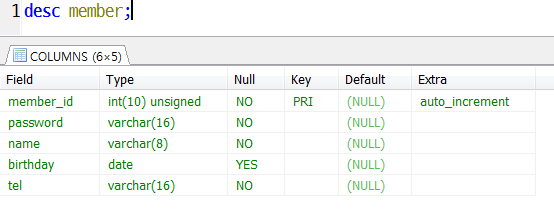 1 desc member;
COLUMNS (6×5)
Field Type Null Key Default Extra
member_id int(10) unsigned NO PRI (NULL) auto_increment
password varchar(16) NO (NULL)
name varchar(8) NO (NULL)
birthday date YES (NULL)
tel varchar(16) NO (NULL)